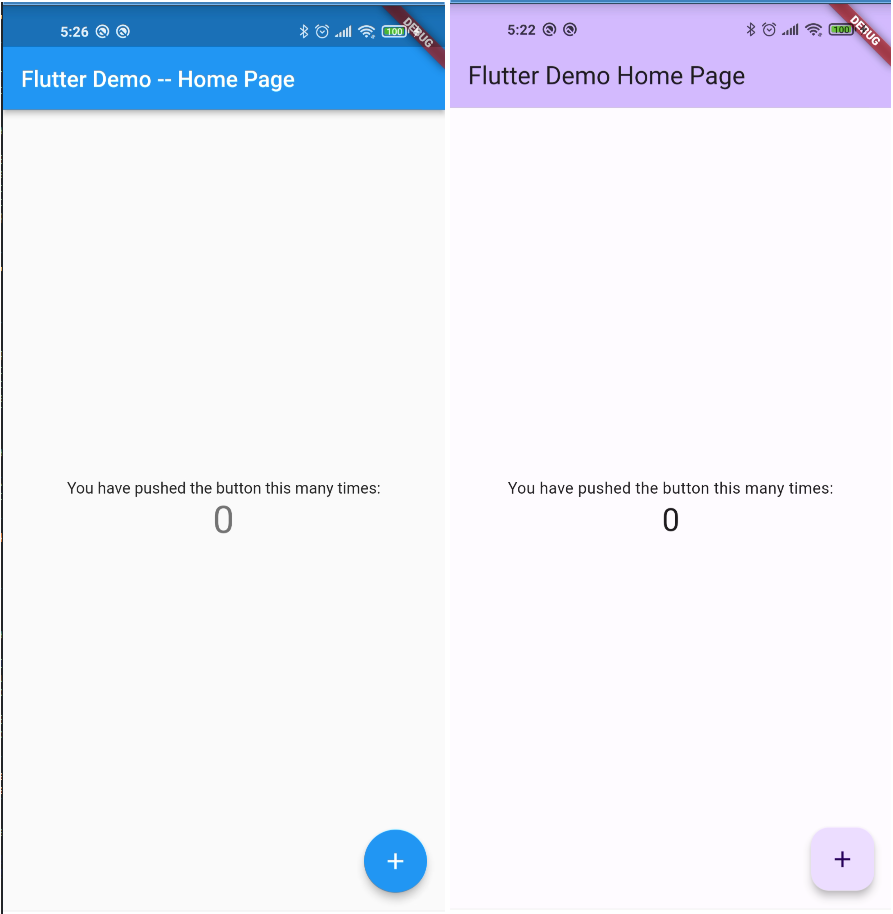 5:26
100
DEBUG
Flutter Demo -- Home Page
You have pushed the button this many times:
0
+
5:22
100
DEBUG
Flutter Demo Home Page
You have pushed the button this many times:
0
+